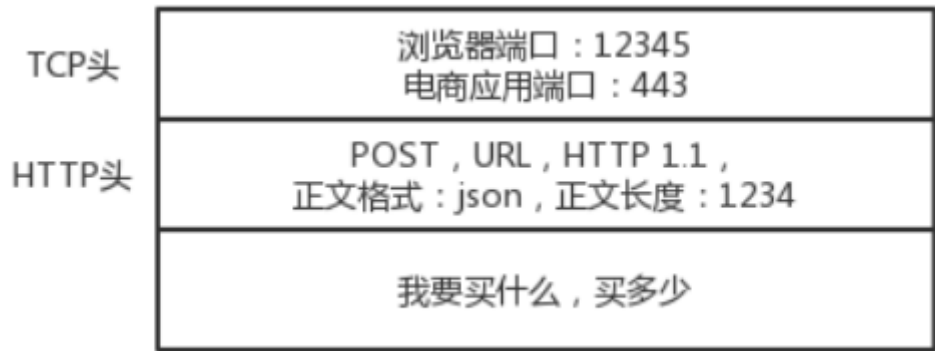 TCP头
浏览器端口：12345
电商应用端口：443
HTTP头
POST，URL，HTTP 1.1，
正文格式：json，正文长度：1234
我要买什么，买多少